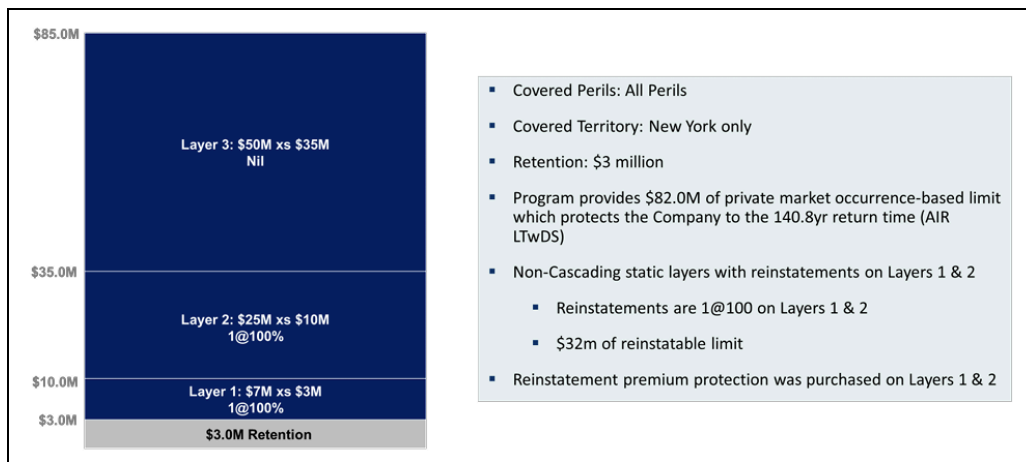 $85.0M
Layer 3: $50M xs $35M
Nil
$35.0M
Layer 2: $25M xs $10M
1@100%
$10.0M
Layer 1: $7M xs $3M
1@100%
$3.0M
$3.0M Retention
▪ Covered Perils: All Perils
▪ Covered Territory: New York only
▪ Retention: $3 million
▪ Program provides $82.0M of private market occurrence-based limit
which protects the Company to the 140.8yr return time (AIR
LTwDS)
▪ Non-Cascading static layers with reinstatements on Layers 1 & 2
▪ Reinstatements are 1@100 on Layers 1 & 2
▪ $32m of reinstatable limit
▪ Reinstatement premium protection was purchased on Layers 1 & 2